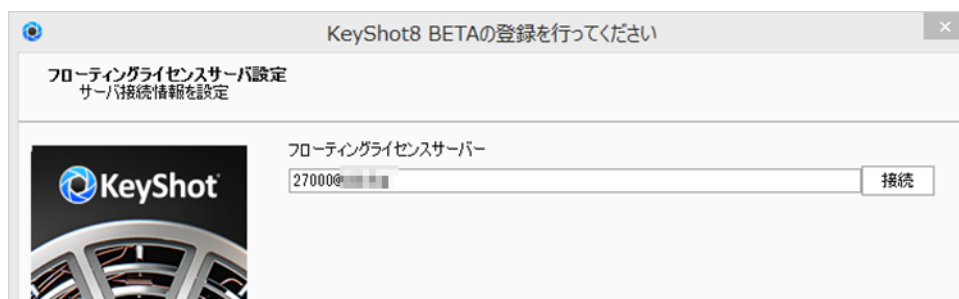 KeyShot8 BETAの登録を行ってください
フローティングライセンスサーバ設定
サーバ接続情報を設定
フローティングライセンスサーバー
27000@
接続
KeyShot